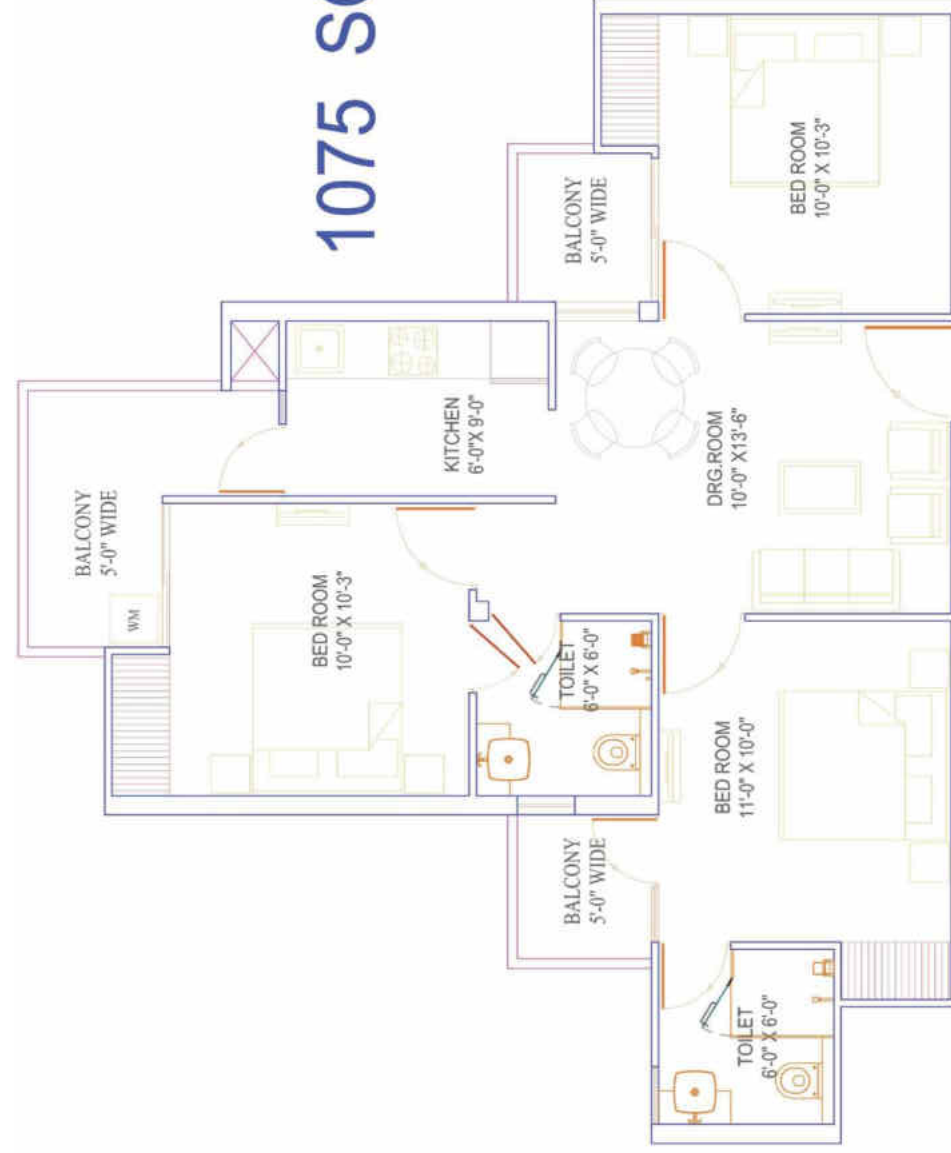 1075 S
BALCONY
5'-0" WIDE
WM
BED ROOM
10'-0" X 10'-3"
KITCHEN
6'-0"X 9'-0"
BALCONY
5'-0" WIDE
BED ROOM
10'-0" X 10'-3"
TOILET
6'-0" X 6'-0"
DRG.ROOM
10'-0" X13'-6"
BALCONY
5'-0" WIDE
BED ROOM
11'-0" X 10'-0"
TOILET
6'-0" X 6'-0"